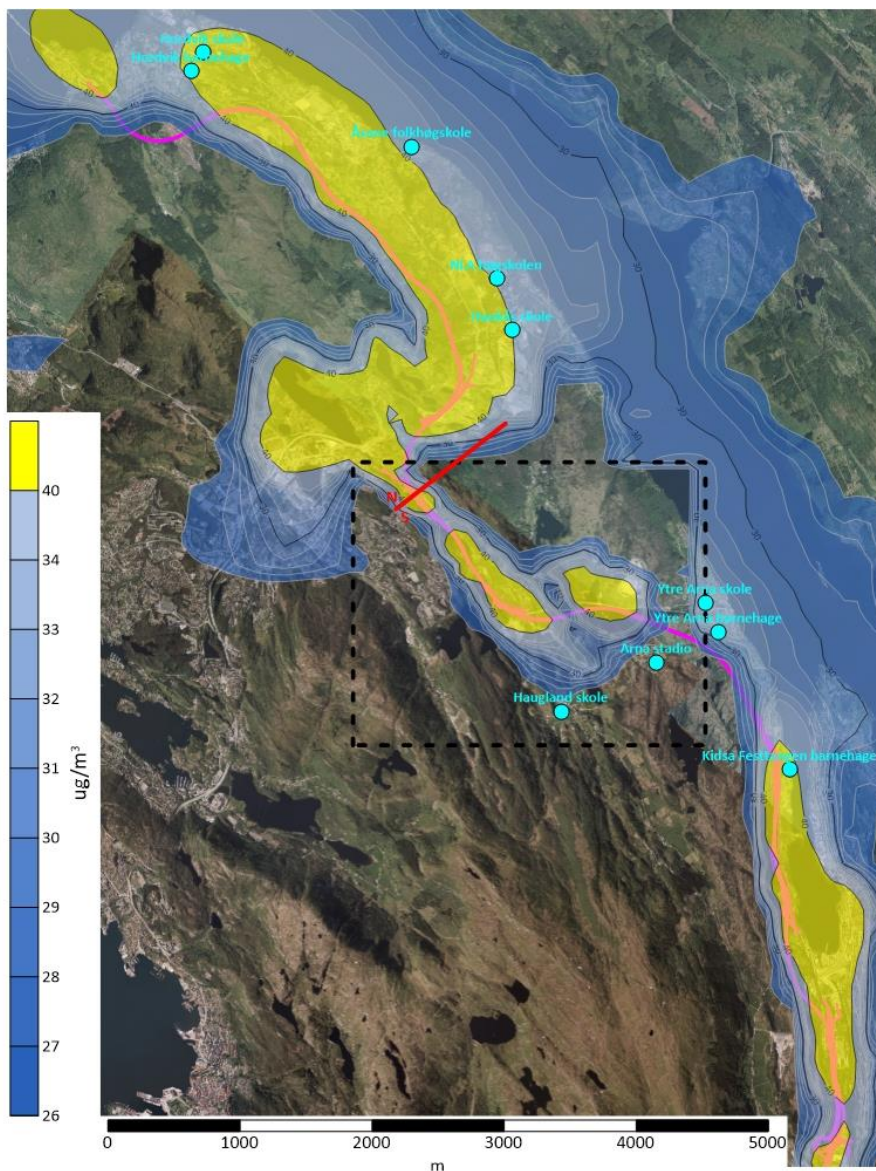 Åsane folkhøgskole
NLA høgskolen
N
S
Ytre Arna skole
Ytre Arna barnehage
Arna stadio
Haugland skole
Kidsa Festtangen barnehage
40
34
33
32
31
30
29
28
27
26
ug/m³
0 1000 2000 3000 4000 5000
m